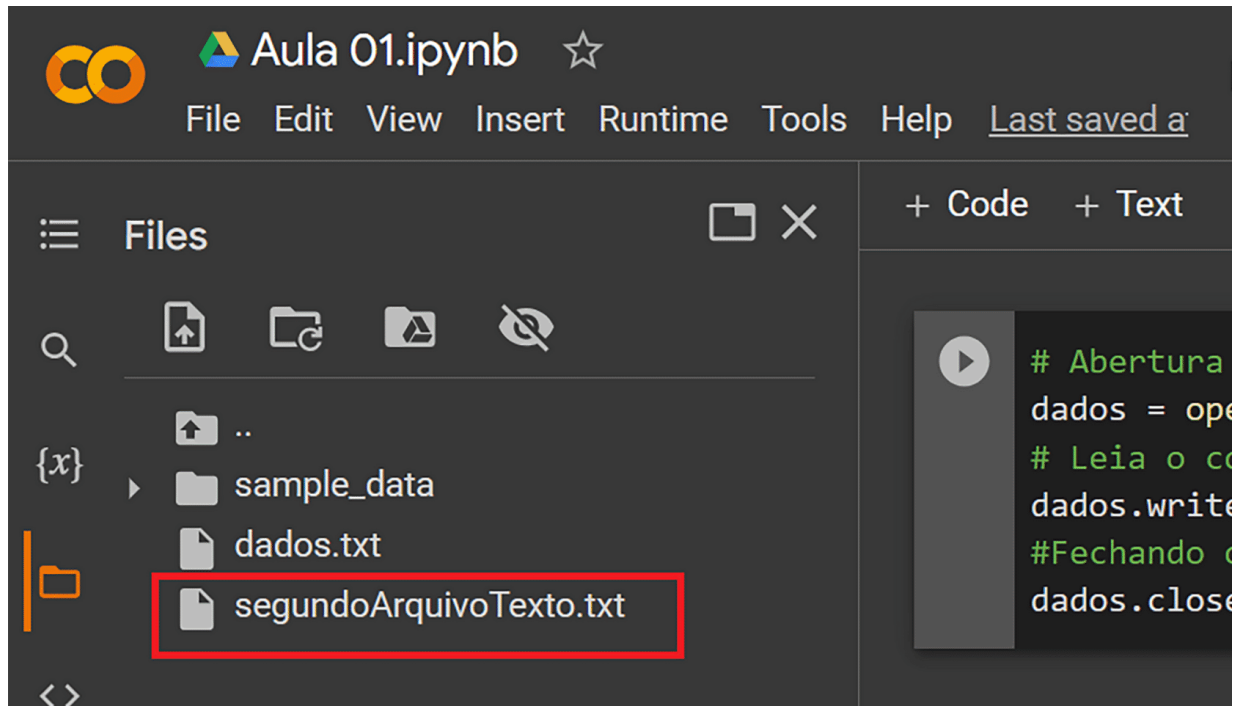 Aula 01.ipynb
File Edit View Insert Runtime Tools Help Last saved a
Files
+ Code + Text
..
{x}
sample_data
dados.txt
segundoArquivoTexto.txt
<>
# Abertura
dados = ope
# Leia o co
dados.write
#Fechando
dados.close